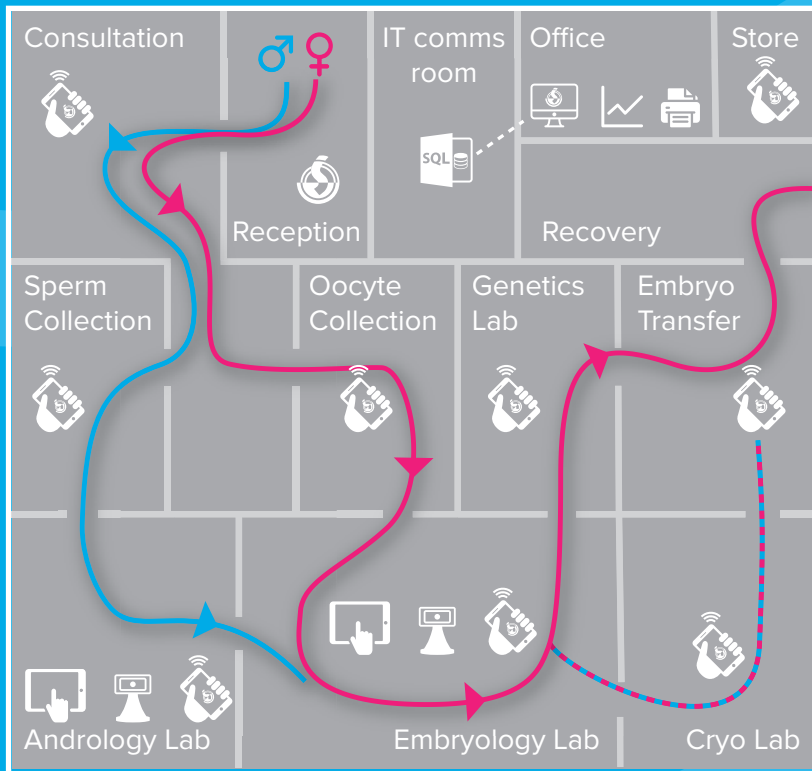 Consultation
IT comms
room
Office
Store
SQL
Reception
Recovery
Sperm
Collection
Oocyte
Collection
Genetics
Lab
Embryo
Transfer
Andrology Lab
Embryology Lab
Cryo Lab